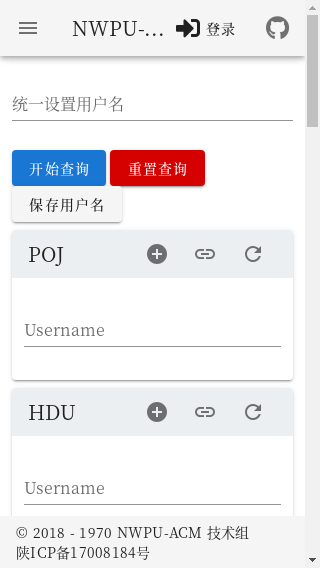 NWPU-... 登录
统一设置用户名
开始查询 重置查询
保存用户名
POJ
Username
HDU
Username
© 2018 - 1970 NWPU-ACM 技术组
陕ICP备17008184号